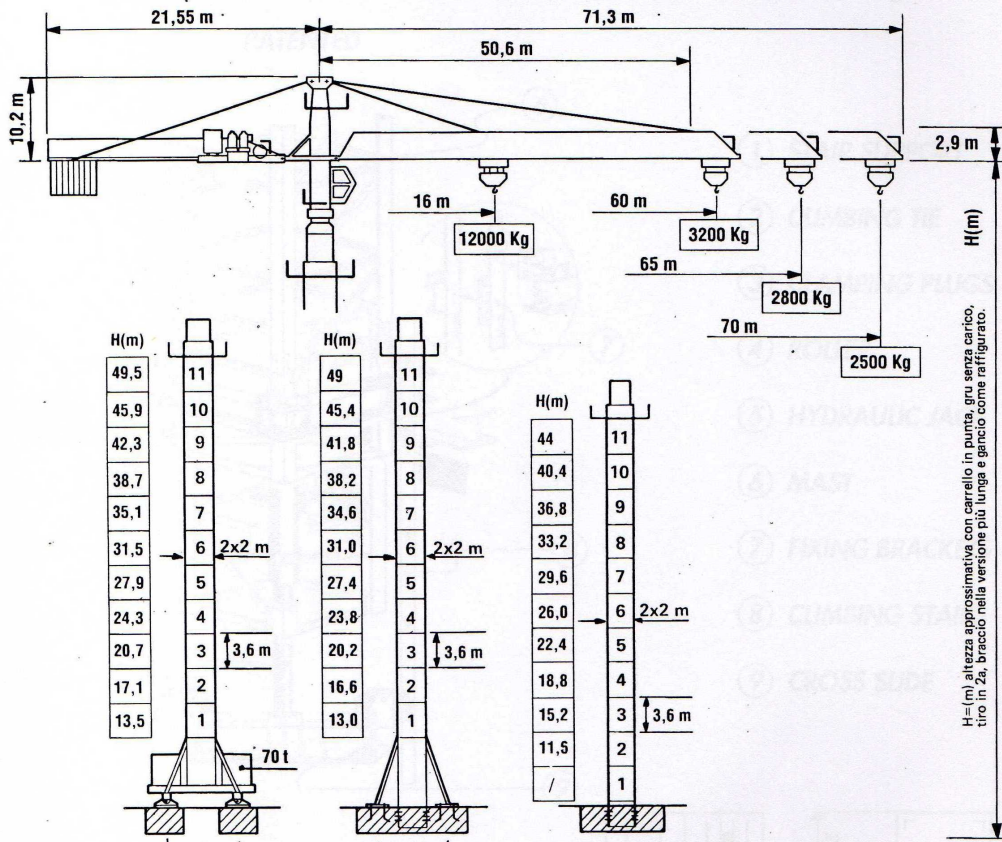 21,55 m
71,3 m
PATENTED
50,6 m
10,2 m
2,9 m
16 m
60 m
12000 Kg
3200 Kg
65 m
2800 Kg
70 m
2500 Kg
H(m)
H=(m) altezza approssimativa con carrello in punta, gru senza carico,
tiro in 2a, braccio nella versione più lunga e gancio come raffigurato.
H(m)
49,5 11
45,9 10
42,3 9
38,7 8
35,1 7
31,5 6 2x2 m
27,9 5
24,3 4
20,7 3 3,6 m
17,1 2
13,5 1
70 t
H(m)
49 11
45,4 10
41,8 9
38,2 8
34,6 7
31,0 6 2x2 m
27,4 5
23,8 4
20,2 3 3,6 m
16,6 2
13,0 1
H(m)
44 11
40,4 10
36,8 9
33,2 8
29,6 7
26,0 6 2x2 m
22,4 5
18,8 4
15,2 3 3,6 m
11,5 2
/ 1
(2) CLIMBING TIE
(5) HYDRAULIC
(6) MAST
(7) FIXING
(8) CLIMBING
(9) CROSS SLIDE